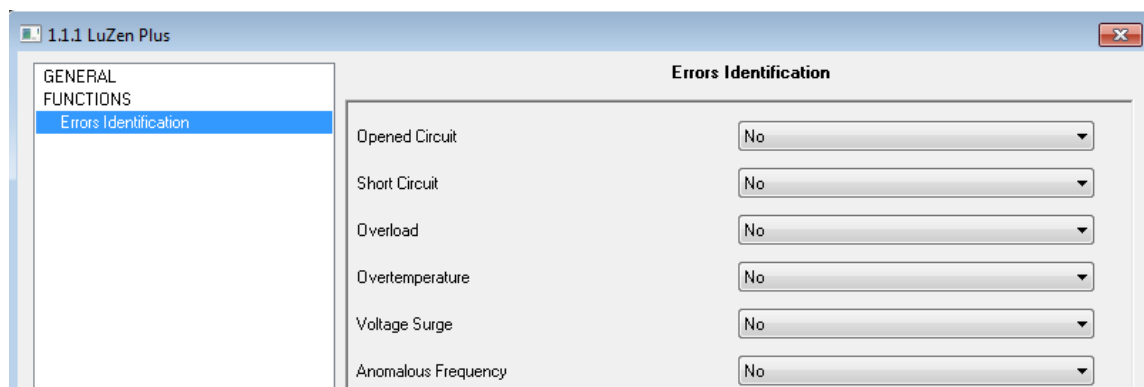 1.1.1 LuZen Plus
GENERAL
FUNCTIONS
Errors Identification
Errors Identification
Opened Circuit No
Short Circuit No
Overload No
Overtemperature No
Voltage Surge No
Anomalous Frequency No